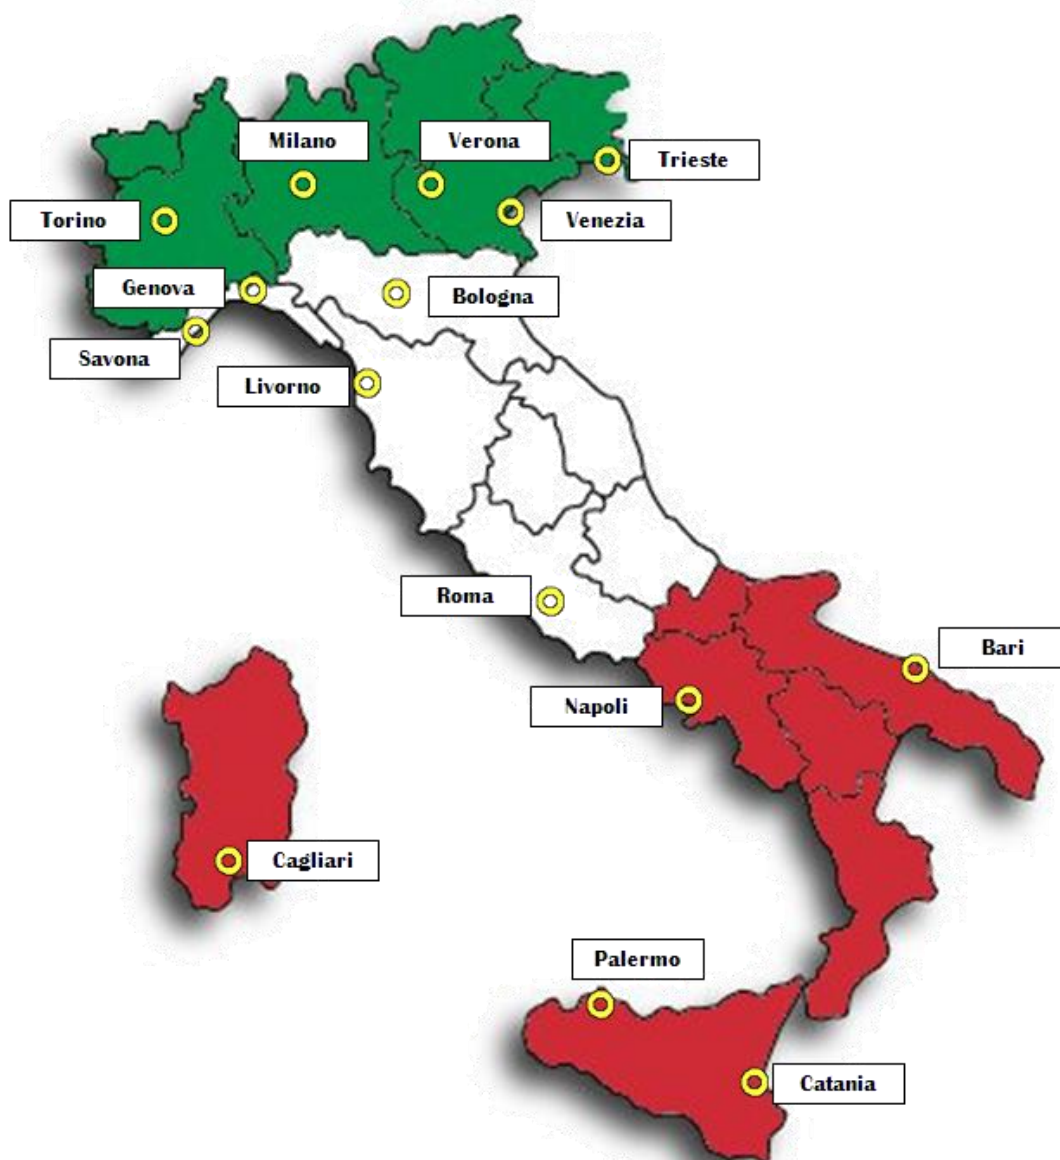 Milano
Verona
Trieste
Torino
Venezia
Genova
Bologna
Savona
Livorno
Roma
Bari
Napoli
Cagliari
Palermo
Catania